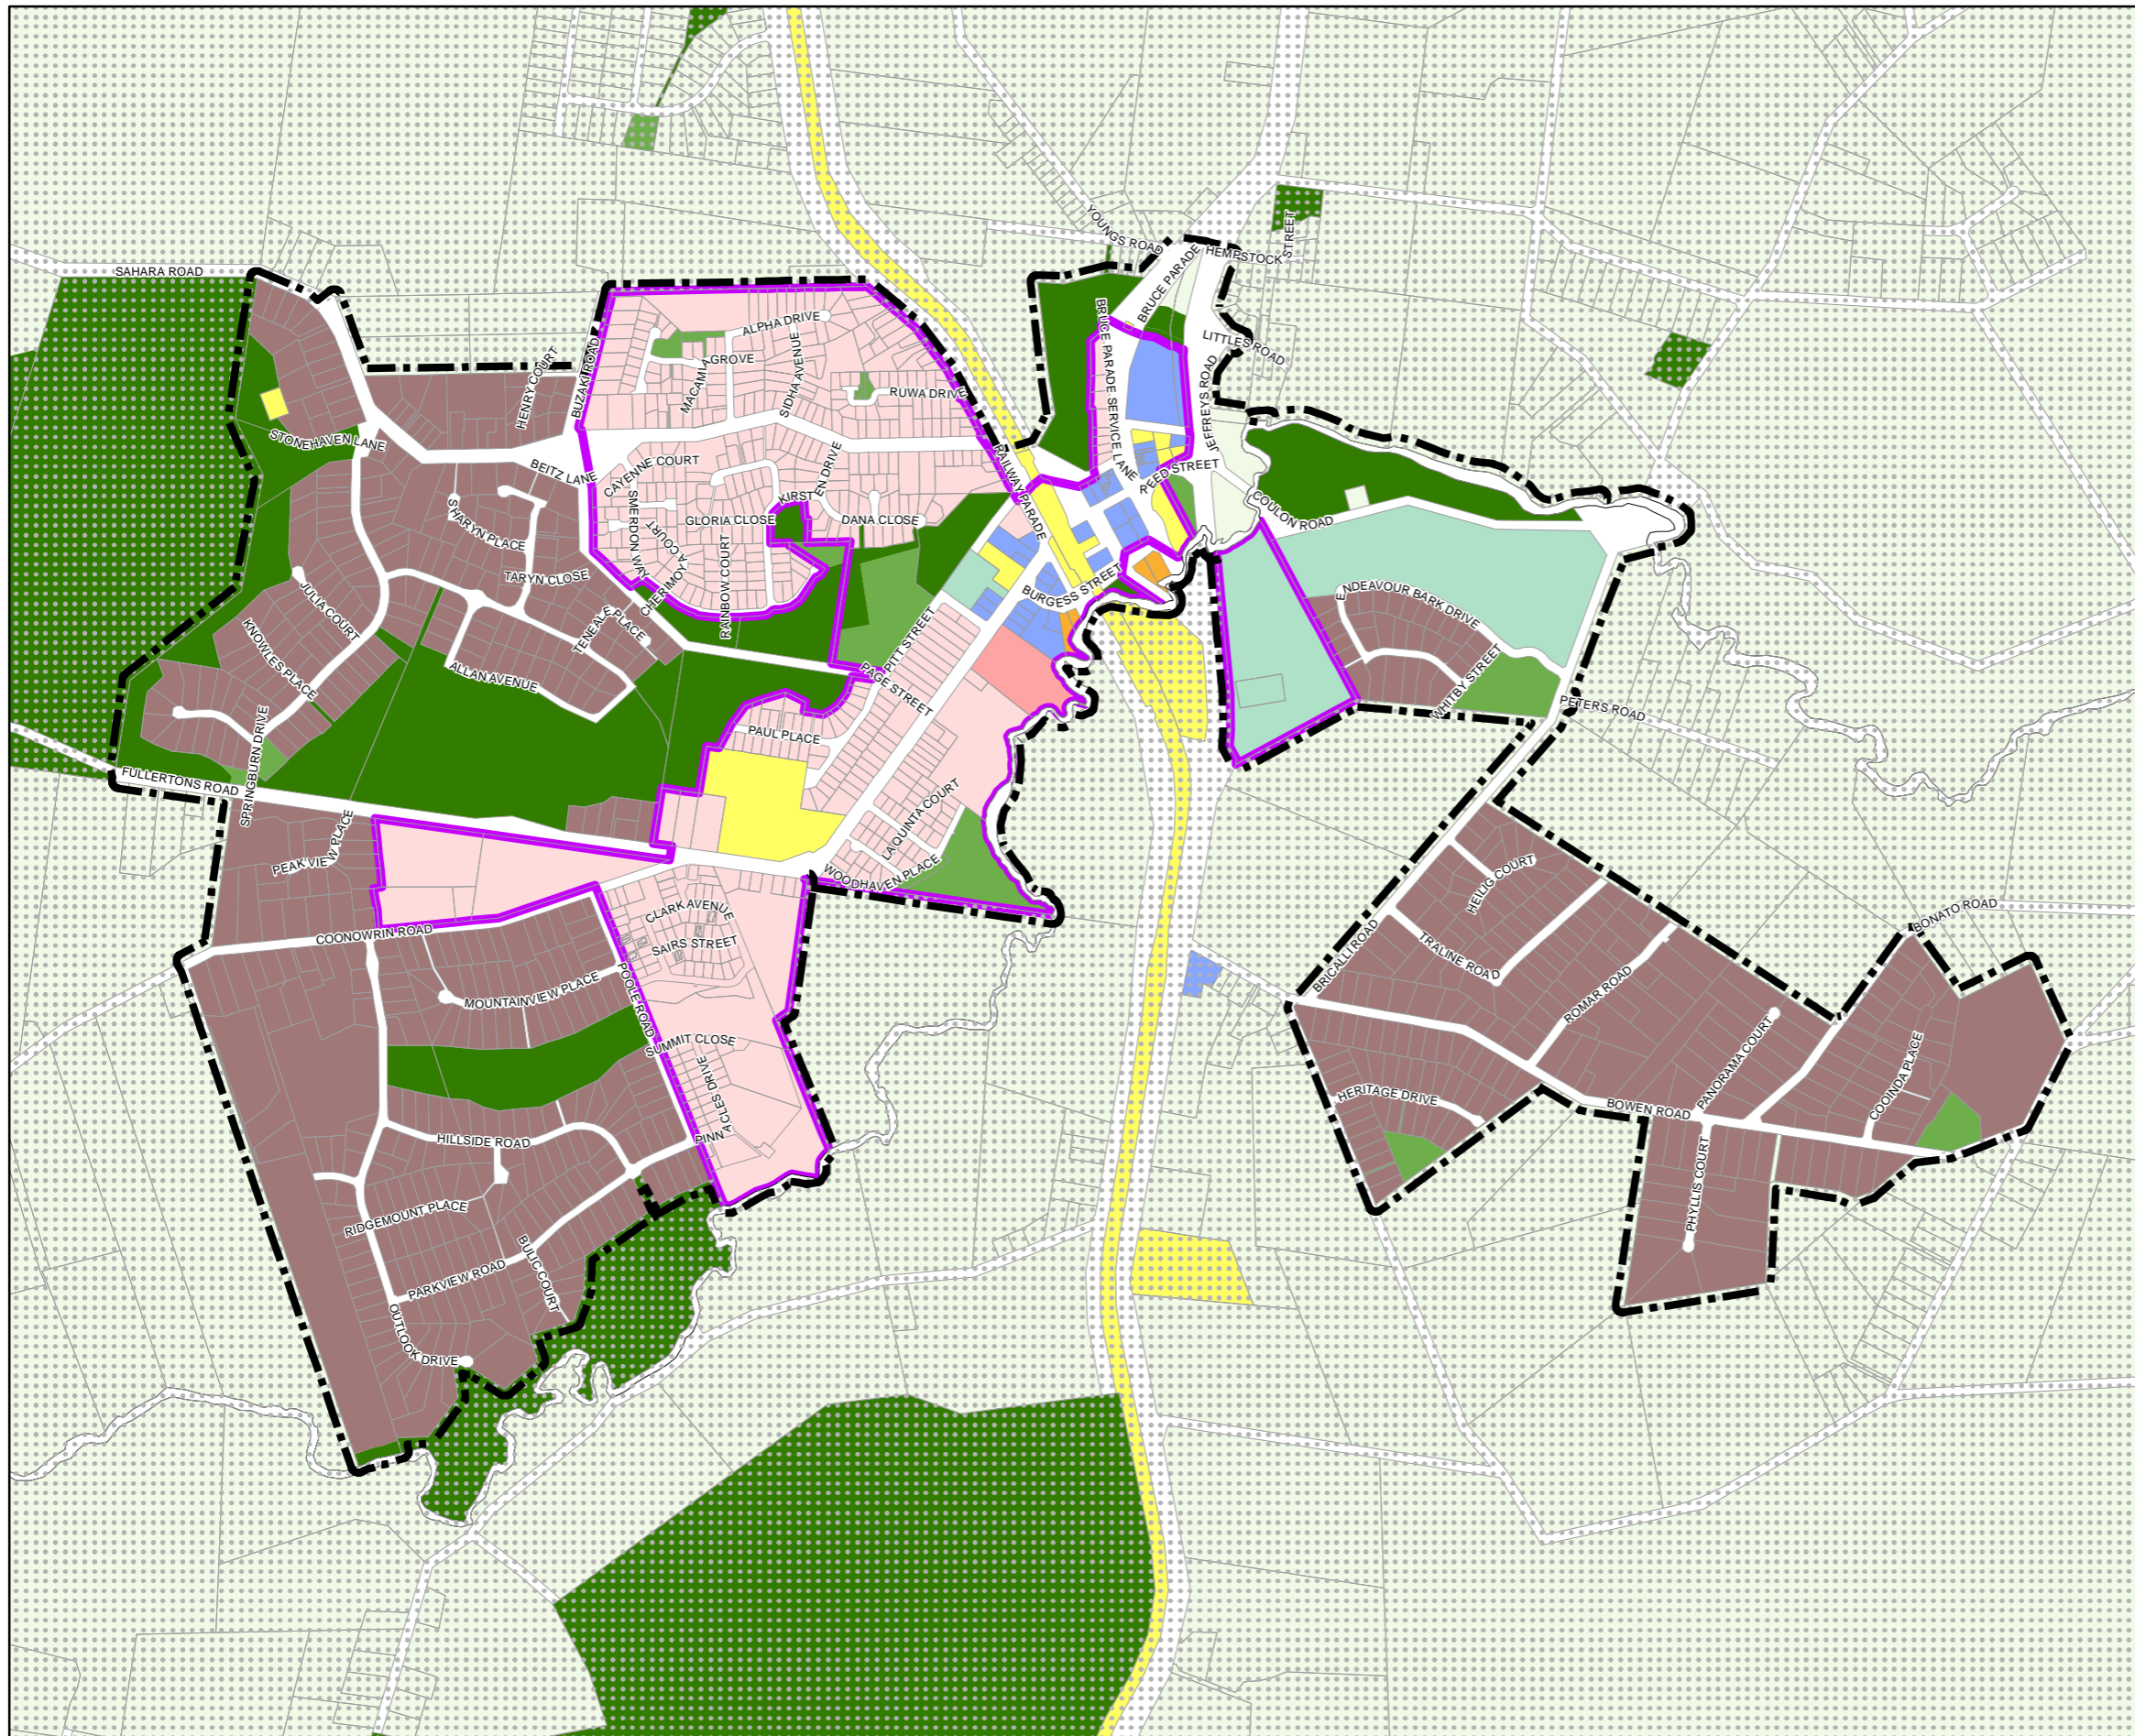 YOUNGS ROAD
HEMPSTOCK
STREET
BRUCE PARADE
SAHARA ROAD
ALPHA DRIVE
BRUCE PARADE SERVICE LANE
LITTLES ROAD
HENRY COURT
BUZAKI ROAD
GROVE
MACAMIA
SIDHA AVENUE
RUWA DRIVE
JEFFREYS ROAD
STONEHAVEN LANE
BEITZ LANE
CAYENNE COURT
EN DRIVE
RAILWAY PARADE
REED STREET
KIRST
SMERDON WAY
GLORIA CLOSE
DANA CLOSE
COULON ROAD
SHARYN PLACE
CHERIMOYA COURT
RAINBOW COURT
TARYN CLOSE
BURGESS STREET
ENDEAVOUR BARK DRIVE
JULIA COURT
TENEALE PLACE
PITT STREET
KNOWLES PLACE
ALLAN AVENUE
PAGE STREET
WHITBY STREET
PETERS ROAD
PAUL PLACE
SPRINGBURN DRIVE
FULLERTONS ROAD
LAQUINTA COURT
PEAK VIEW PLACE
WOODHAVEN PLACE
HEILIG COURT
CLARK AVENUE
SAIRS STREET
COONOWRIN ROAD
BONATO ROAD
BRICALLI ROAD
TRALINE ROAD
POOLE ROAD
MOUNTAINVIEW PLACE
ROMAR ROAD
SUMMIT CLOSE
PANORAMA COURT
COOINDA PLACE
PINNACLES DRIVE
HERITAGE DRIVE
BOWEN ROAD
HILLSIDE ROAD
PHYLLIS COURT
RIDGEMOUNT PLACE
BULIC COURT
PARKVIEW ROAD
OUTLOOK DRIVE